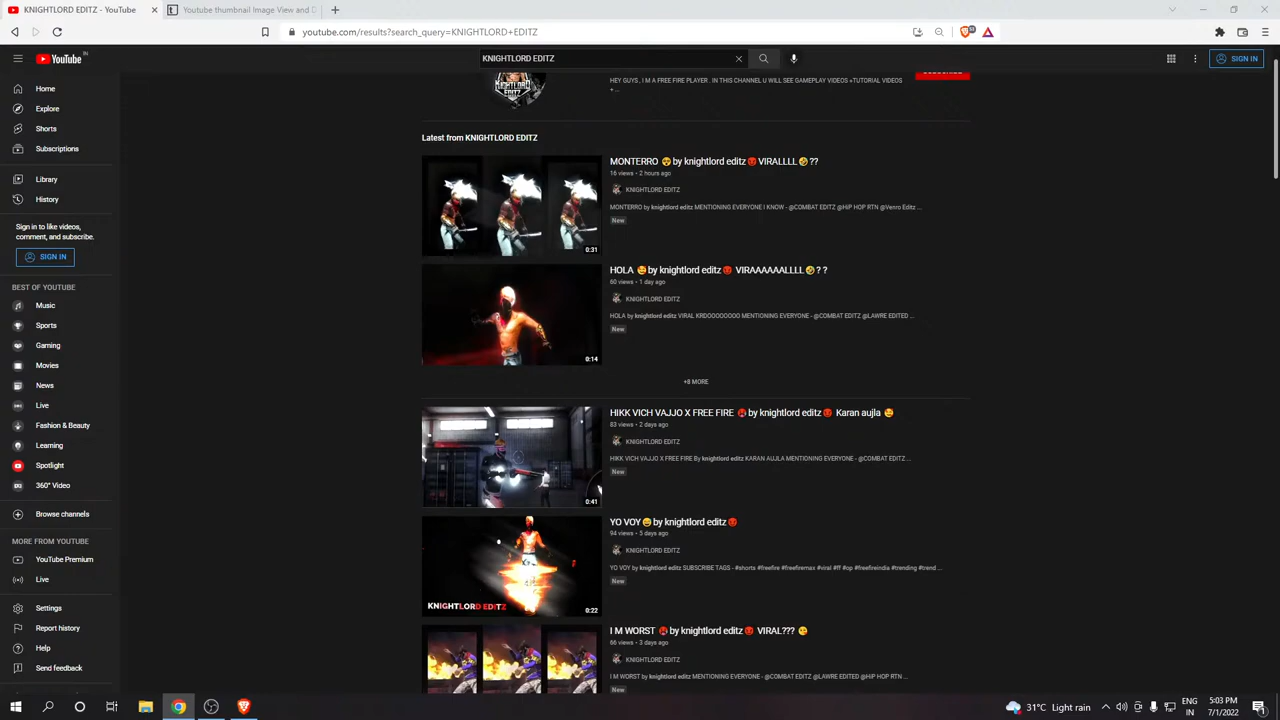 KNIGHTLORD EDITZ - YouTube
Youtube thumbnail Image View and D
youtube.com/results?search_query=KNIGHTLORD+EDITZ
YouTube
IN
KNIGHTLORD EDITZ
SIGN IN
Home
Explore
Shorts
Subscriptions
Library
History
Sign in to like videos,
comment, and subscribe.
SIGN IN
BEST OF YOUTUBE
Music
Sports
Gaming
Movies
News
Live
Fashion & Beauty
Learning
Spotlight
360° Video
Browse channels
MORE FROM YOUTUBE
YouTube Premium
Live
Settings
Report history
Help
Send feedback
HEY GUYS , I M A FREE FIRE PLAYER . IN THIS CHANNEL U WILL SEE GAMEPLAY VIDEOS +TUTORIAL VIDEOS
+ ...
SUBSCRIBE
Latest from KNIGHTLORD EDITZ
0:31
MONTERRO 😵by knightlord editz👹VIRALLLL🤣??
16 views • 2 hours ago
KNIGHTLORD EDITZ
MONTERRO by knightlord editz MENTIONING EVERYONE I KNOW - @COMBAT EDITZ @HiP HOP RTN @Venro Editz ...
New
0:14
HOLA 🥰by knightlord editz👹 VIRAAAAAALLLL🤣? ?
60 views • 1 day ago
KNIGHTLORD EDITZ
HOLA by knightlord editz VIRAL KRDOOOOOOOO MENTIONING EVERYONE - @COMBAT EDITZ @LAWRE EDITED ...
New
+8 MORE
0:41
HIKK VICH VAJJO X FREE FIRE 🥵by knightlord editz👹 Karan aujla 🥰
83 views • 2 days ago
KNIGHTLORD EDITZ
HIKK VICH VAJJO X FREE FIRE By knightlord editz KARAN AUJLA MENTIONING EVERYONE - @COMBAT EDITZ...
New
KNIGHTLORD EDITZ
0:22
YO VOY😄by knightlord editz👹
94 views • 5 days ago
KNIGHTLORD EDITZ
YO VOY by knightlord editz SUBSCRIBE TAGS - #shorts #freefire #freefiremax #viral #ff #op #freefireindia #trending #trend ...
New
I M WORST 🥵by knightlord editz👹 VIRAL??? 😘
66 views • 3 days ago
KNIGHTLORD EDITZ
I M WORST by knightlord editz MENTIONING EVERYONE - @COMBAT EDITZ @LAWRE EDITED @HiP HOP RTN ...
New
31°C Light rain
ENG
IN
5:03 PM
7/1/2022